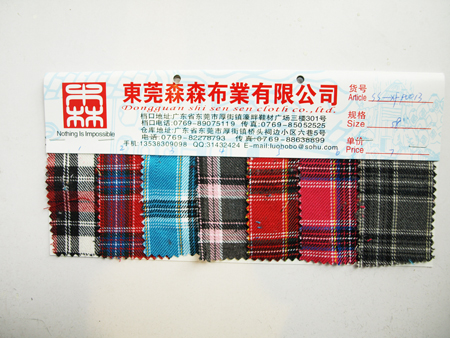 東莞森森布業有限公司
Dongguan shi sen sen cloth co.,ltd.
档口地址:广东省东莞市厚街镇濠畔鞋材广场三楼301号
档口电话:0769-89075119 传真:0769-85052525
仓库地址:广东省东莞市厚街镇桥头稠边小区六巷5号
电话:0769-82278793 传真-0769-88638899
手机:13538309098 QQ:31432424 E-mail:luohobo@sohu.com
Nothing Is Impossible
货号
Article
规格
Size
单价
Price